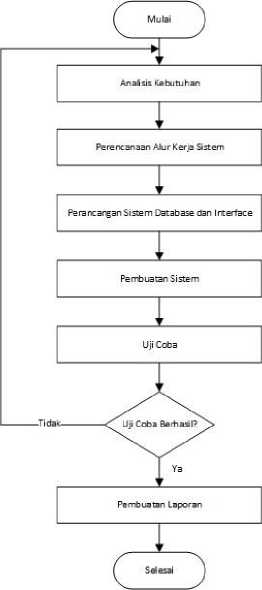 Mulai
Analisis Kebutuhan
Perencanaan Alur Kerja Sistem
Perancangan Sistem Database dan Interface
Pembuatan Sistem
Uji Coba
Uji Coba Berhasil?
Tidak
Ya
Pembuatan Laporan
Selesai